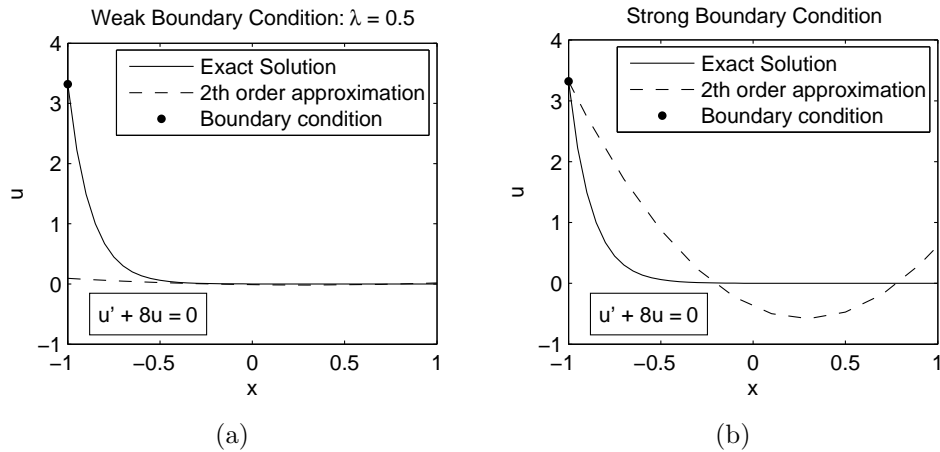 Weak Boundary Condition: λ = 0.5
4
3
2
1
0
−1
u
Exact Solution
2th order approximation
Boundary condition
u' + 8u = 0
−1
−0.5
0
0.5
1
x
(a)
Strong Boundary Condition
4
3
2
1
0
−1
u
Exact Solution
2th order approximation
Boundary condition
u' + 8u = 0
−1
−0.5
0
0.5
1
x
(b)